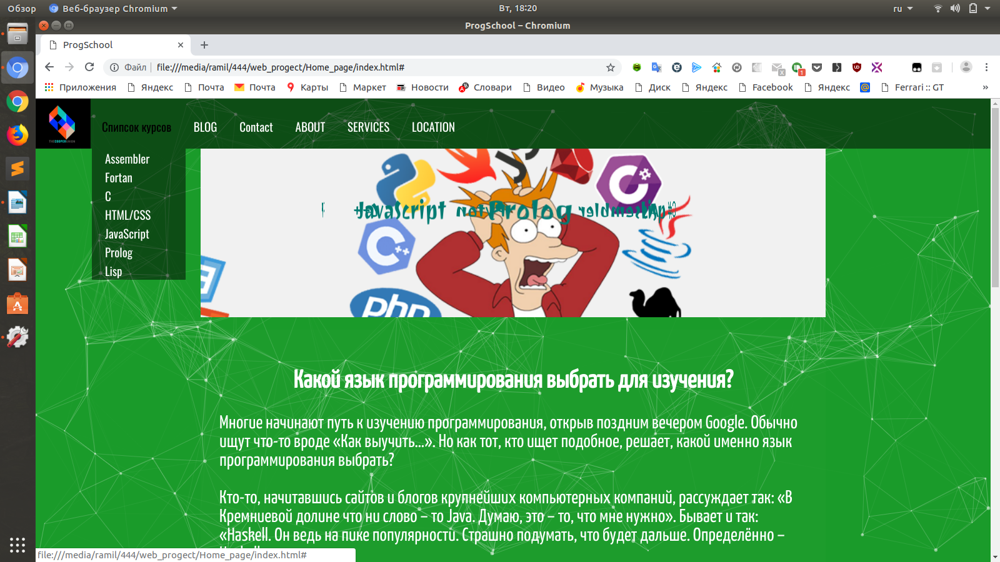 Обзор
Веб-браузер Chromium
Вт, 18:20
ru
ProgSchool – Chromium
ProgSchool
Файл
file:///media/ramil/444/web_progect/Home_page/index.html#
X
1
Приложения
Яндекс
Почта
Почта
Карты
Маркет
Новости
Словари
Видео
Музыка
Диск
Яндекс
Facebook
Яндекс
Ferrari :: GT
»
THECOOPERUNION
Спипсок курсов
BLOG
Contact
ABOUT
SERVICES
LOCATION
Assembler
Fortan
C
HTML/CSS
JavaScript
Prolog
Lisp
JavaScript
Prolog
C++
php
Какой язык программирования выбрать для изучения?
Многие начинают путь к изучению программирования, открыв поздним вечером Google. Обычно
ищут что-то вроде «Как выучить...». Но как тот, кто ищет подобное, решает, какой именно язык
программирования выбрать?
Кто-то, начитавшись сайтов и блогов крупнейших компьютерных компаний, рассуждает так: «В
Кремниевой долине что ни слово – то Java. Думаю, это – то, что мне нужно». Бывает и так:
«Haskell. Он ведь на пике популярности. Страшно подумать, что будет дальше. Определённо –
file:///media/ramil/444/web_progect/Home_page/index.html#